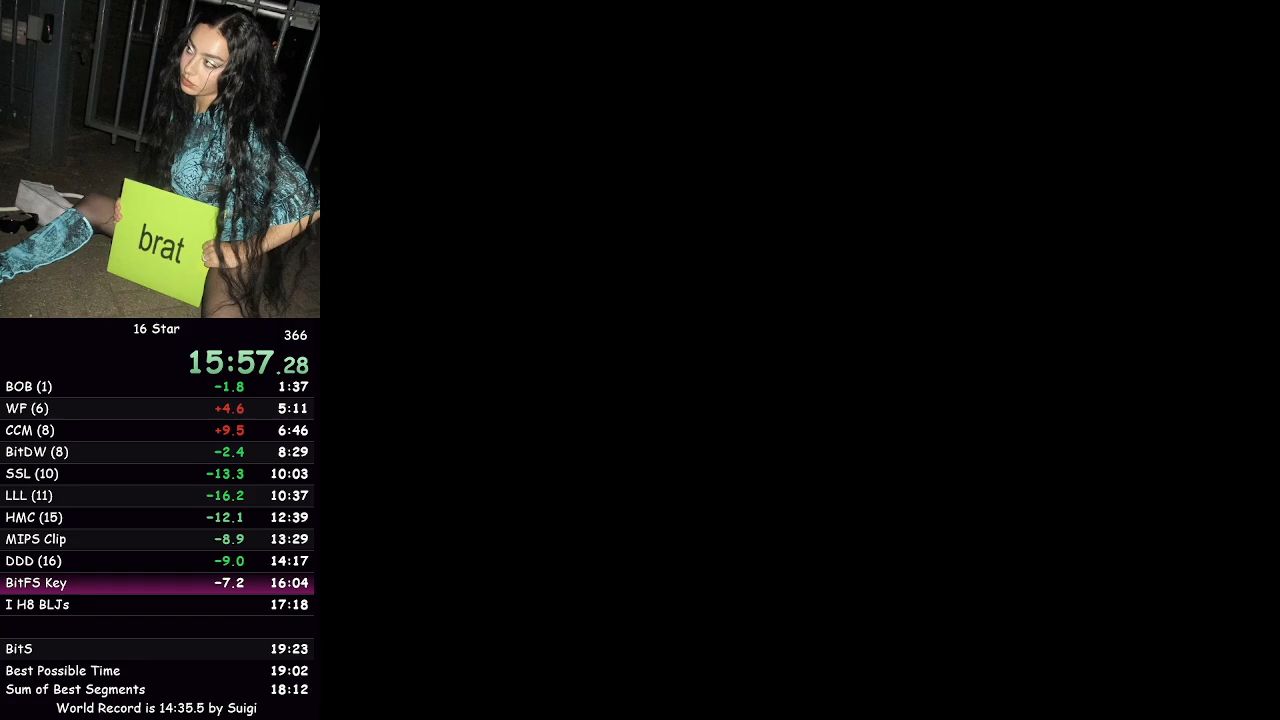 brat
16 Star
366
15:57.28
BOB (1) -1.8 1:37
WF (6) +4.6 5:11
CCM (8) +9.5 6:46
BitDW (8) -2.4 8:29
SSL (10) -13.3 10:03
LLL (11) -16.2 10:37
HMC (15) -12.1 12:39
MIPS Clip -8.9 13:29
DDD (16) -9.0 14:17
BitFS Key -7.2 16:04
I H8 BLJs 17:18
BitS 19:23
Best Possible Time 19:02
Sum of Best Segments 18:12
World Record is 14:35.5 by Suigi